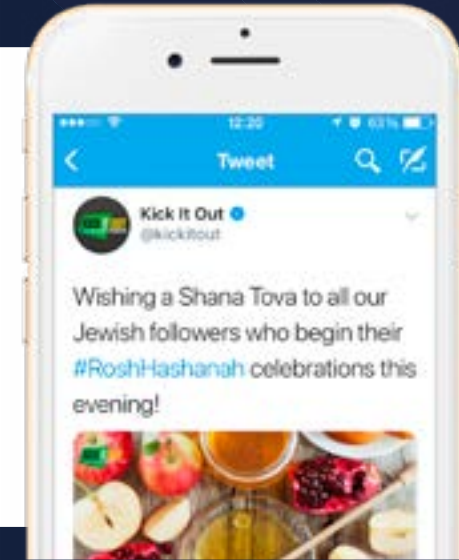 12:20
63%
Tweet
Kick It Out
@kickitout
Wishing a Shana Tova to all our
Jewish followers who begin their
#RoshHashanah celebrations this
evening!